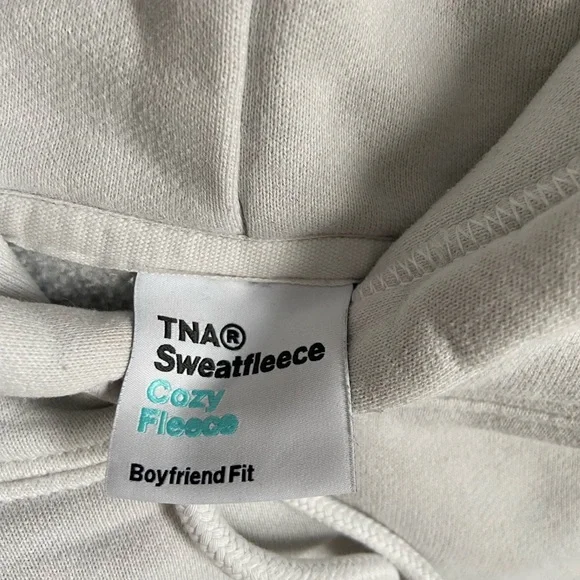 TNA®
Sweatfleece
Cozy
Fleece
Boyfriend Fit